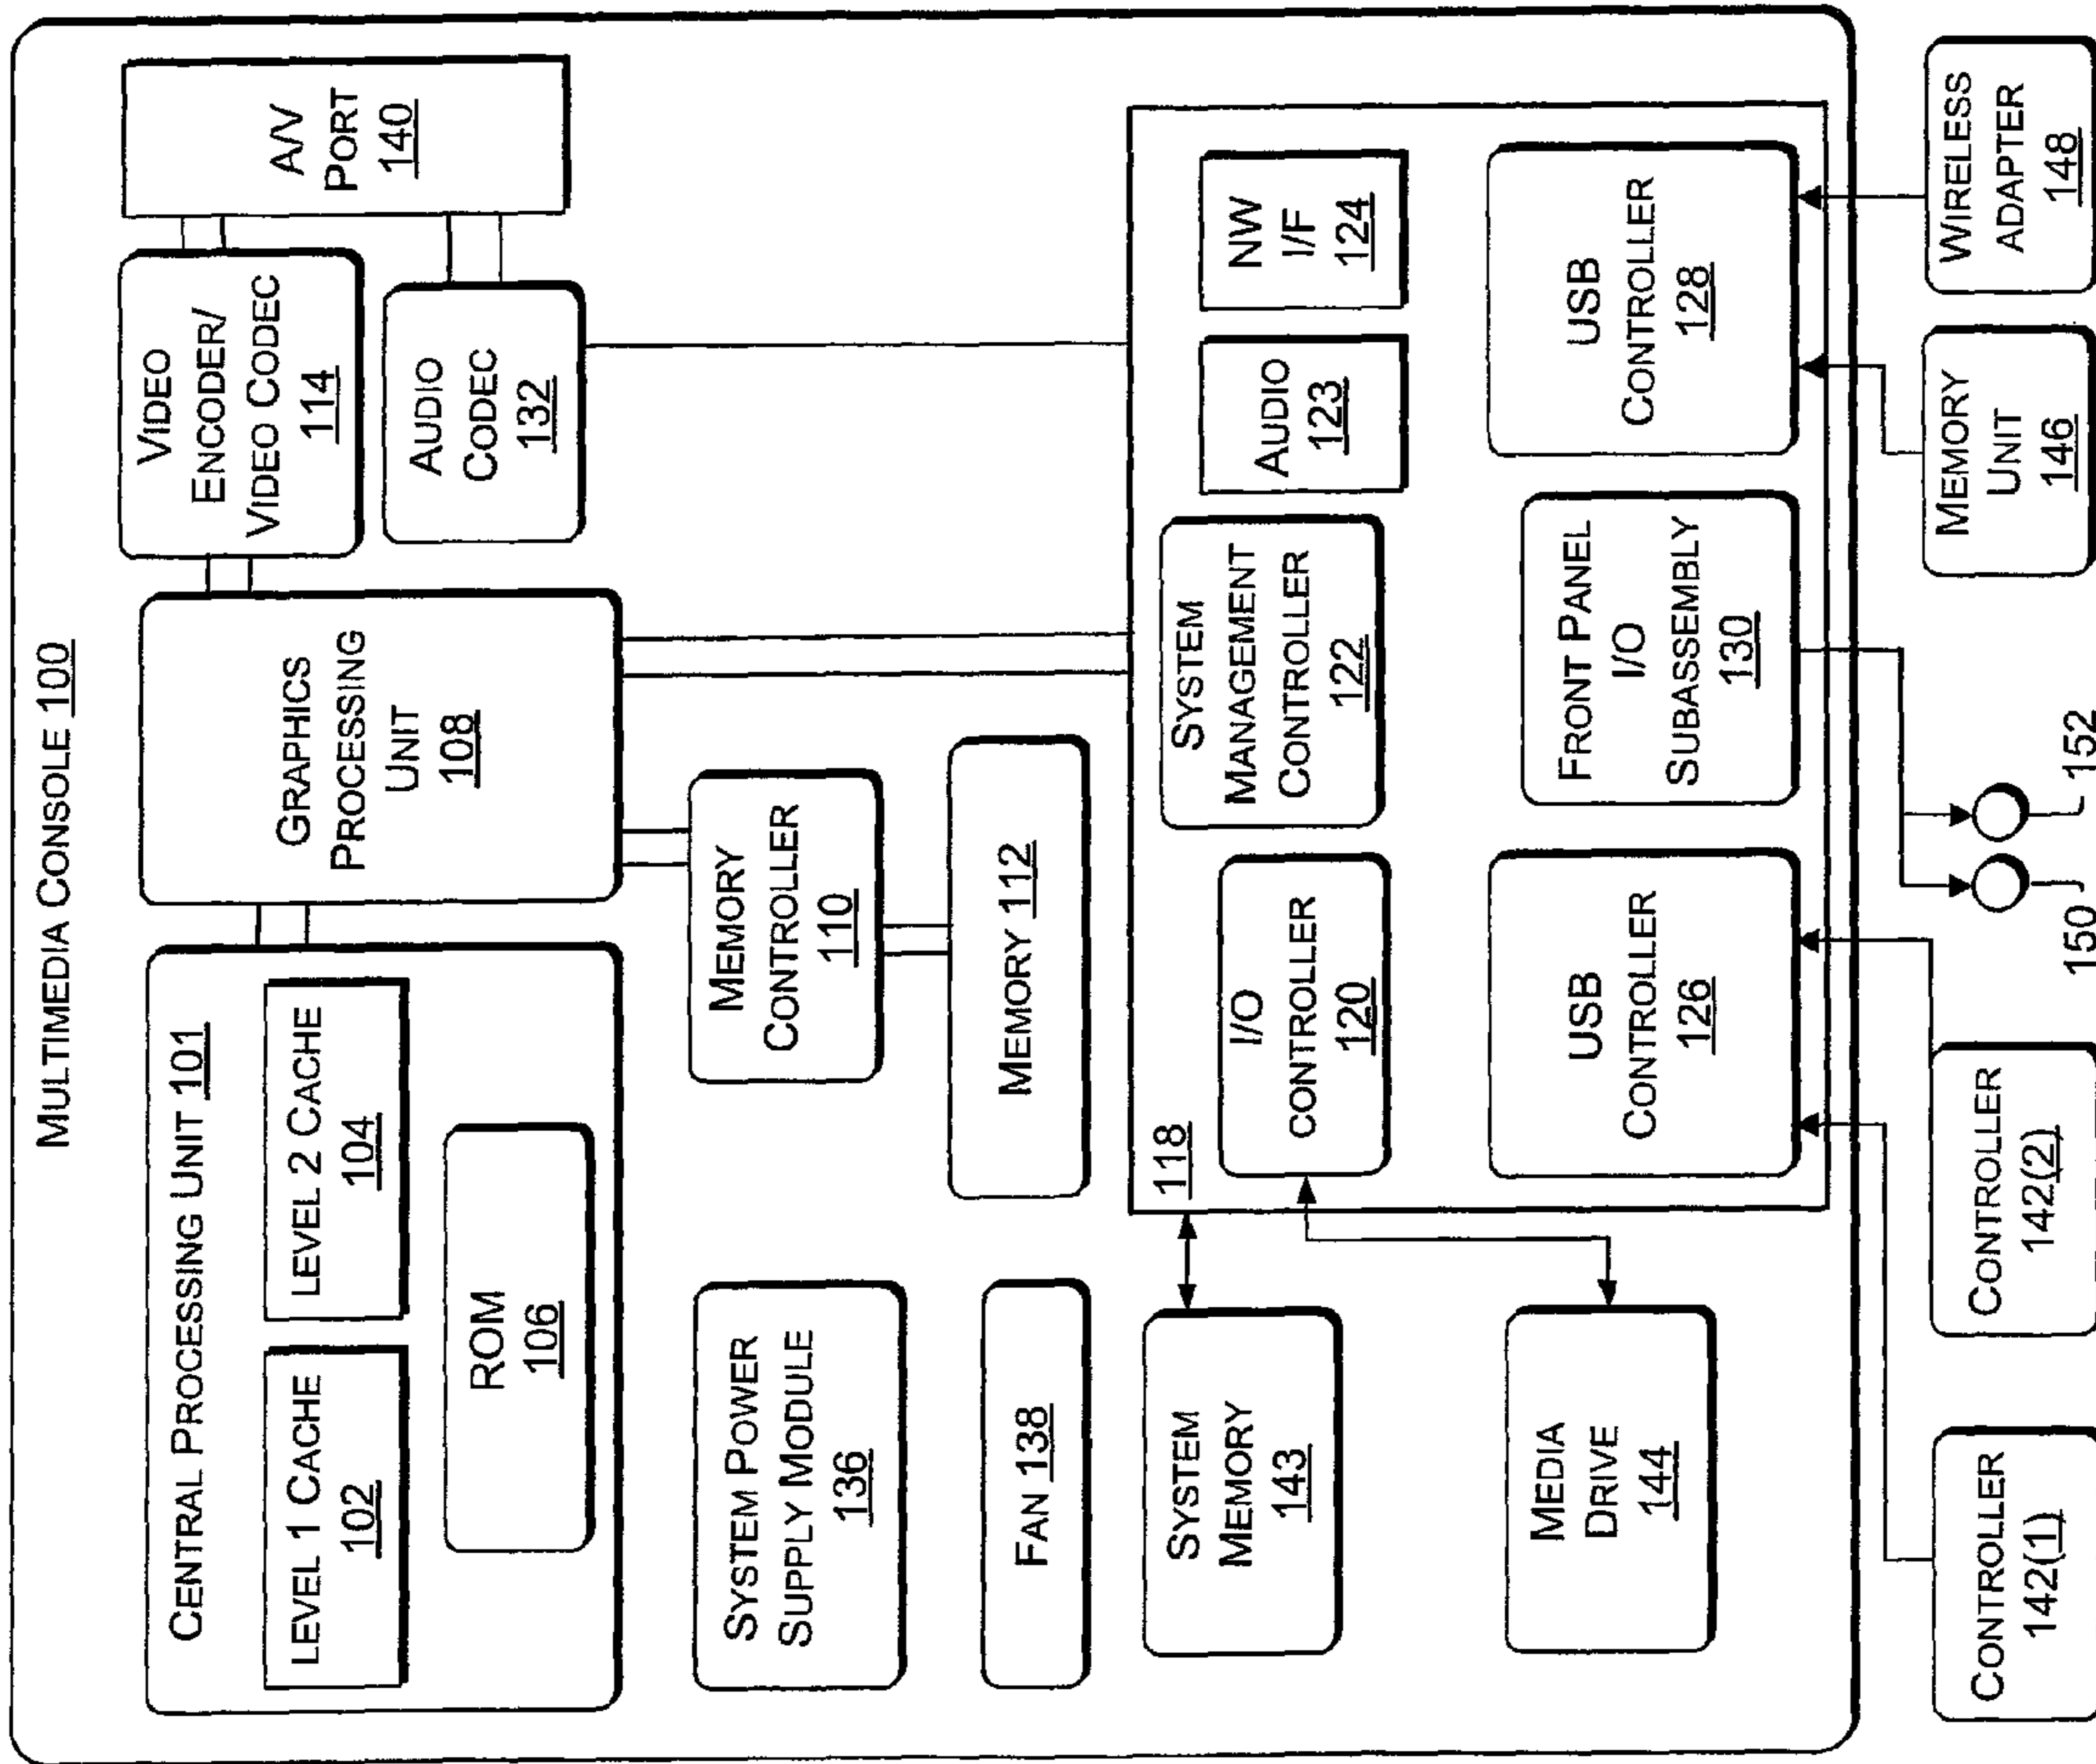 MULTIMEDIA CONSOLE 100
CENTRAL PROCESSING UNIT 101
LEVEL 1 CACHE
102
LEVEL 2 CACHE
104
ROM
106
GRAPHICS
PROCESSING
UNIT
108
VIDEO
ENCODER/
VIDEO CODEC
114
AUDIO
CODEC
132
A/V
PORT
140
SYSTEM POWER
SUPPLY MODULE
136
MEMORY
CONTROLLER
110
FAN 138
MEMORY 112
118
SYSTEM
MEMORY
143
I/O
CONTROLLER
120
SYSTEM
MANAGEMENT
CONTROLLER
122
AUDIO
123
NW
I/F
124
MEDIA
DRIVE
144
USB
CONTROLLER
126
FRONT PANEL
I/O
SUBASSEMBLY
130
USB
CONTROLLER
128
CONTROLLER
142(1)
CONTROLLER
142(2)
150
152
MEMORY
UNIT
146
WIRELESS
ADAPTER
148